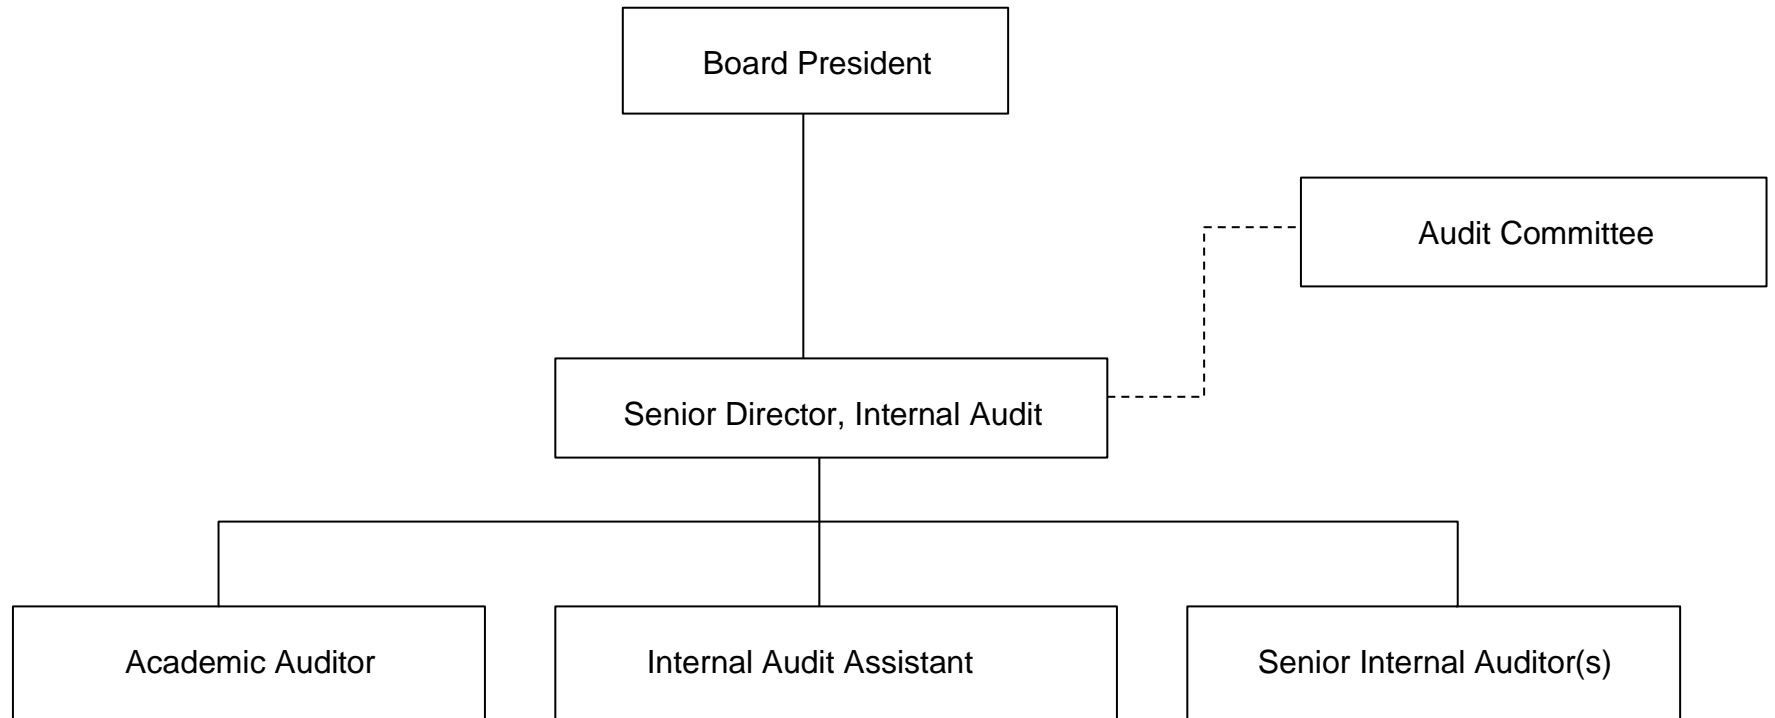 Board President
Audit Committee
Senior Director, Internal Audit
Academic Auditor
Internal Audit Assistant
Senior Internal Auditor(s)